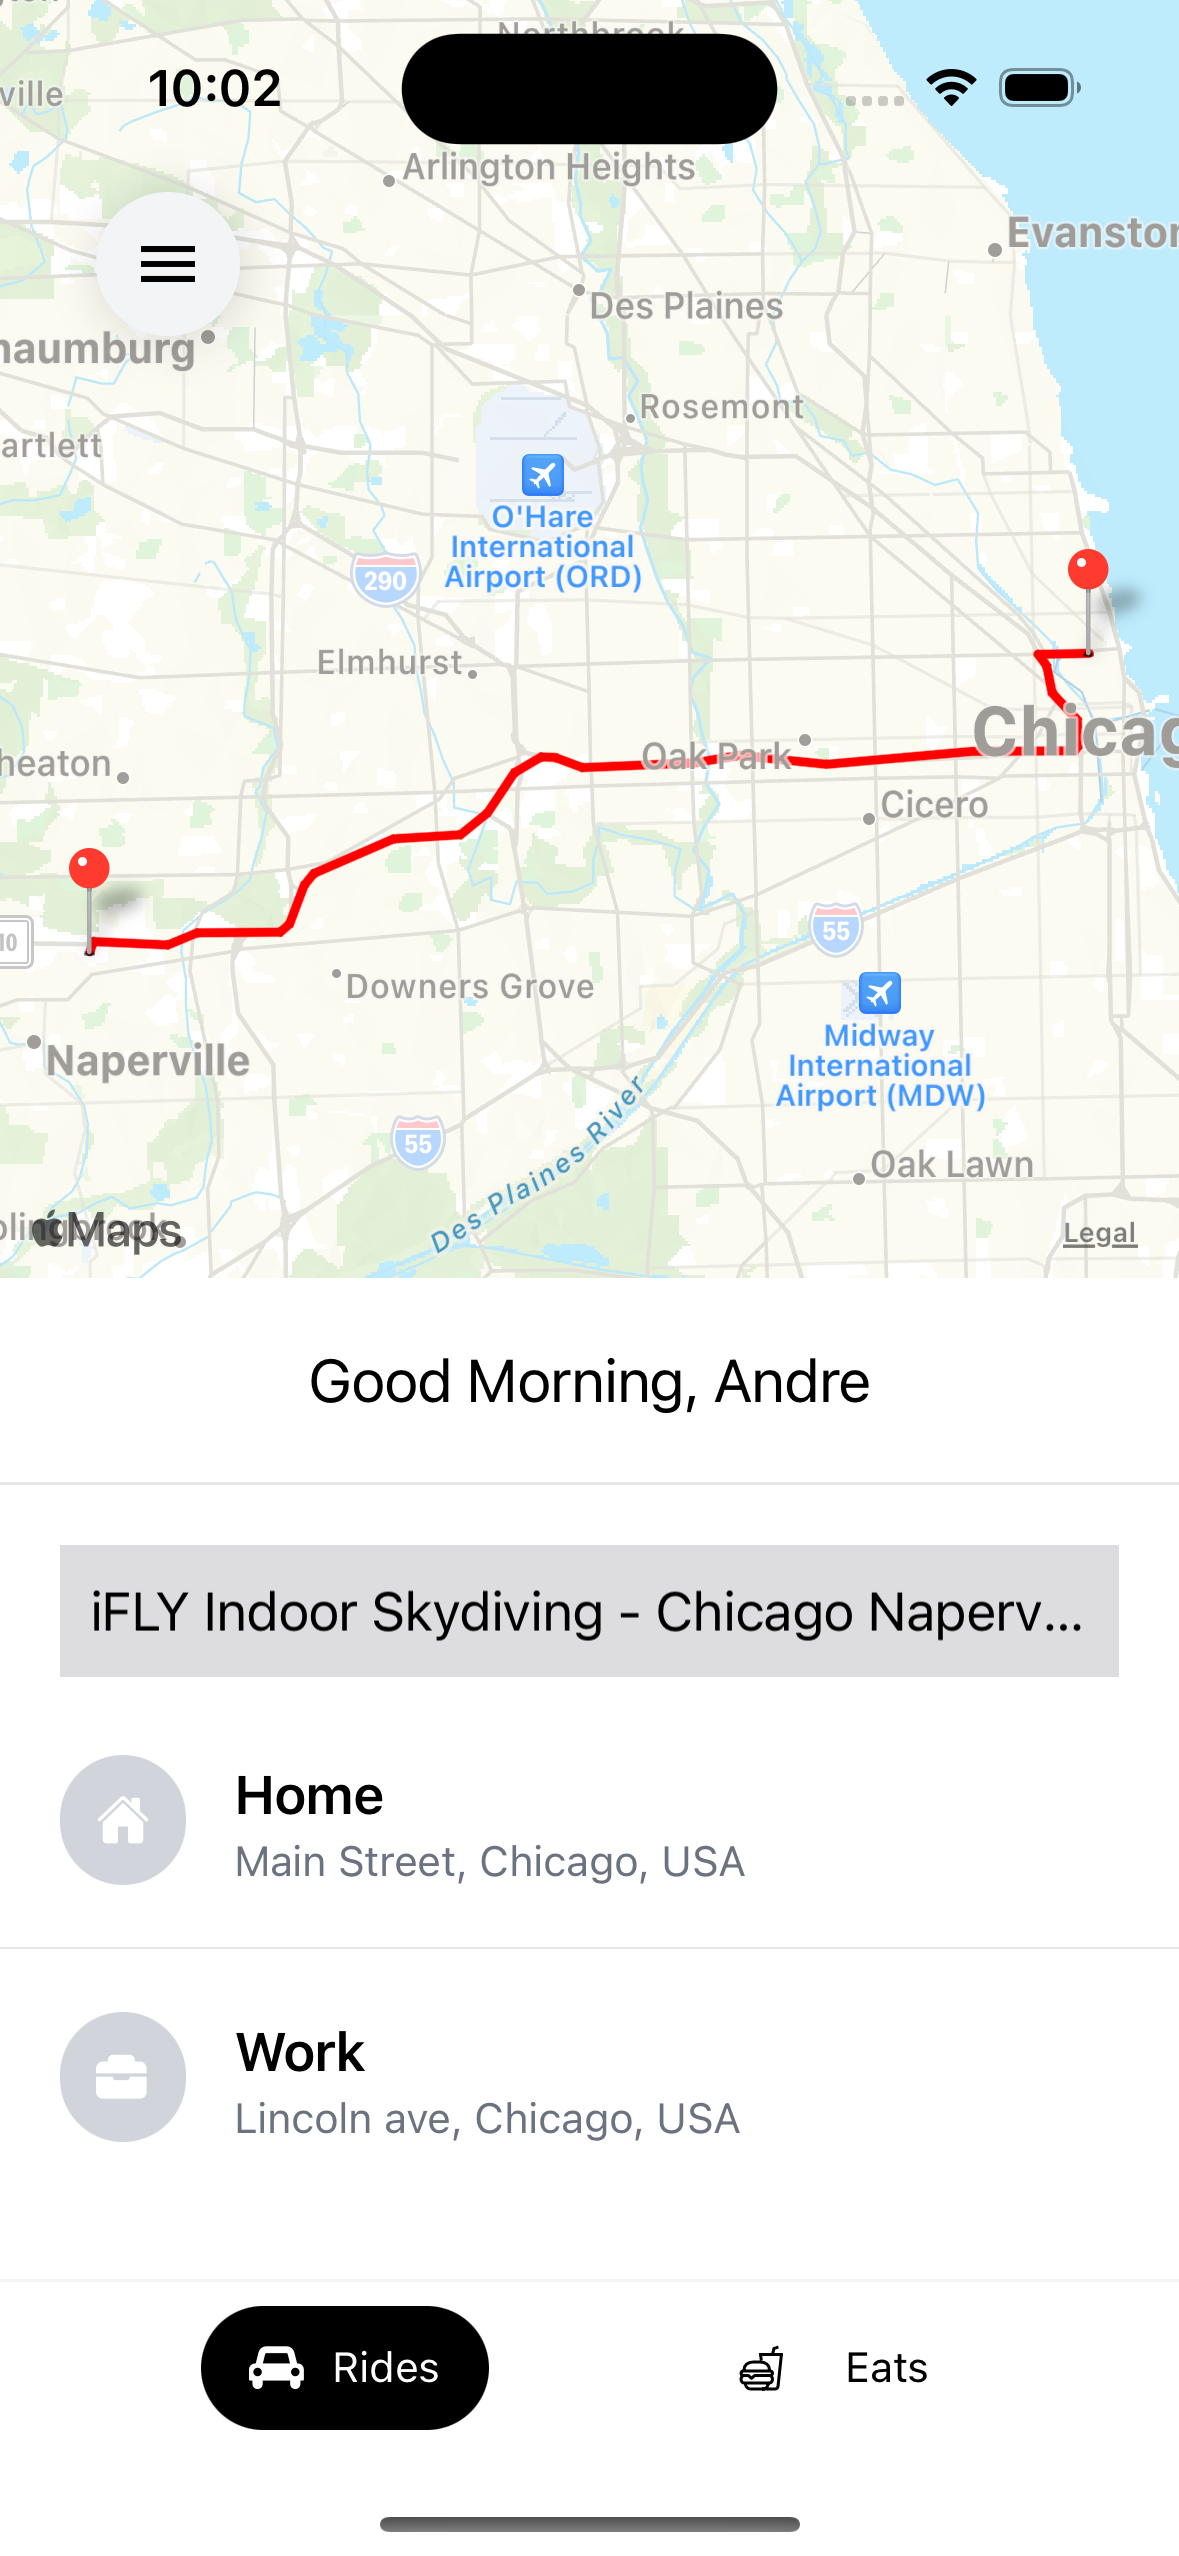 10:02
ville
Arlington Heights
Evanston
Des Plaines
haumburg
Rosemont
artlett
O'Hare
International
Airport (ORD)
290
Elmhurst
Chicag
Oak Park
heaton
Cicero
55
10
Downers Grove
Midway
International
Airport (MDW)
Naperville
Des Plaines River
55
Oak Lawn
Maps
Legal
Good Morning, Andre
iFLY Indoor Skydiving - Chicago Naperv...
Home
Main Street, Chicago, USA
Work
Lincoln ave, Chicago, USA
Rides
Eats